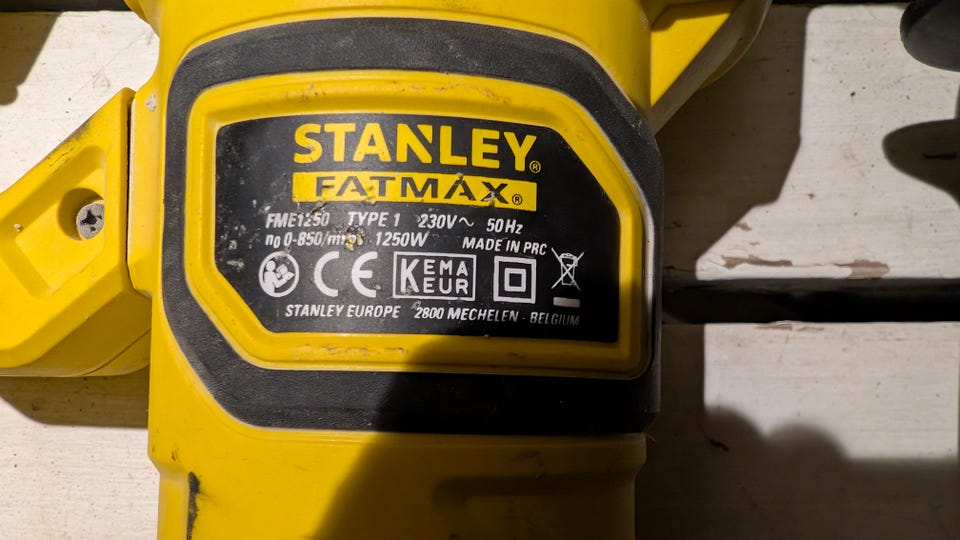 STANLEY®
FATMAX®
FME1250 TYPE 1 230V~ 50Hz
n0 0-850/min 1250W MADE IN PRC
CE KEMA KEUR
STANLEY EUROPE 2800 MECHELEN - BELGIUM